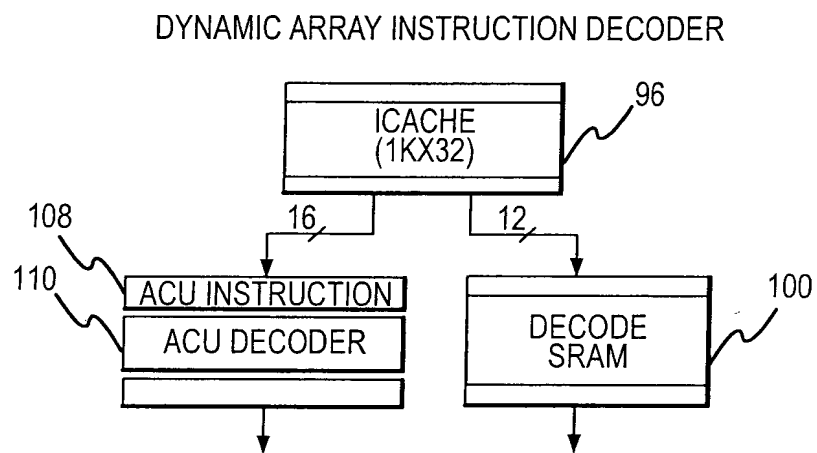 DYNAMIC ARRAY INSTRUCTION DECODER
96
ICACHE
(1KX32)
16
12
108
110
ACU INSTRUCTION
ACU DECODER
DECODE
SRAM
100